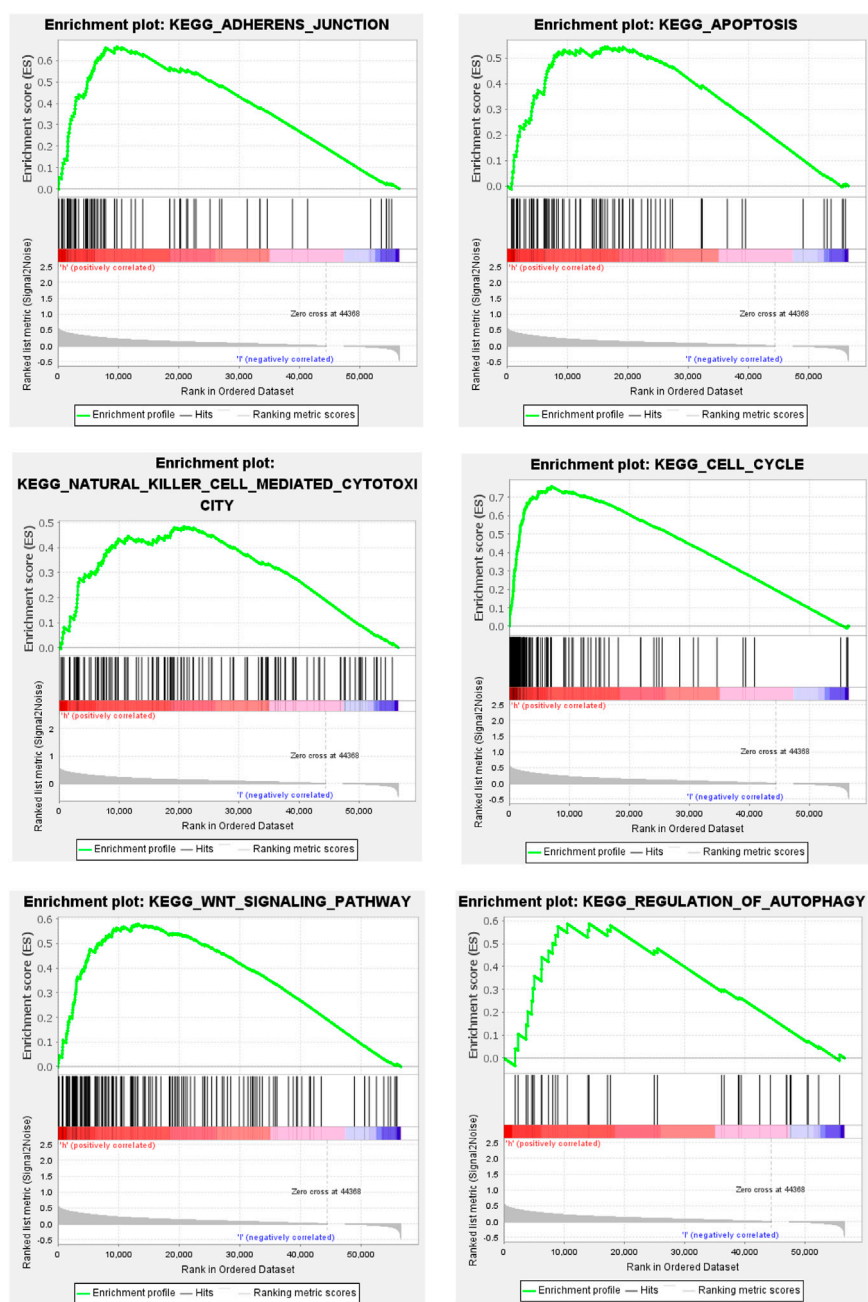 Enrichment plot: KEGG_ADHERENS_JUNCTION
Enrichment score (ES)
0.6
0.5
0.4
0.3
0.2
0.1
0.0
Ranked list metric (Signal2Noise)
2.5
2.0
1.5
1.0
0.5
0.0
-0.5
'h' (positively correlated)
Zero cross at 44368
'l' (negatively correlated)
0 10,000 20,000 30,000 40,000 50,000
Rank in Ordered Dataset
Enrichment profile Hits Ranking metric scores
Enrichment plot: KEGG_APOPTOSIS
Enrichment score (ES)
0.5
0.4
0.3
0.2
0.1
0.0
Ranked list metric (Signal2Noise)
2.5
2.0
1.5
1.0
0.5
0.0
-0.5
'h' (positively correlated)
Zero cross at 44368
'l' (negatively correlated)
0 10,000 20,000 30,000 40,000 50,000
Rank in Ordered Dataset
Enrichment profile Hits Ranking metric scores
Enrichment plot:
KEGG_NATURAL_KILLER_CELL_MEDIATED_CYTOTOXI
CITY
Enrichment score (ES)
0.5
0.4
0.3
0.2
0.1
0.0
Ranked list metric (Signal2Noise)
2
1
0
'h' (positively correlated)
Zero cross at 44368
'l' (negatively correlated)
0 10,000 20,000 30,000 40,000 50,000
Rank in Ordered Dataset
Enrichment profile Hits Ranking metric scores
Enrichment plot: KEGG_CELL_CYCLE
Enrichment score (ES)
0.7
0.6
0.5
0.4
0.3
0.2
0.1
0.0
Ranked list metric (Signal2Noise)
2.5
2.0
1.5
1.0
0.5
0.0
-0.5
'h' (positively correlated)
Zero cross at 44368
'l' (negatively correlated)
0 10,000 20,000 30,000 40,000 50,000
Rank in Ordered Dataset
Enrichment profile Hits Ranking metric scores
Enrichment plot: KEGG_WNT_SIGNALING_PATHWAY
Enrichment score (ES)
0.6
0.5
0.4
0.3
0.2
0.1
0.0
Ranked list metric (Signal2Noise)
2.5
2.0
1.5
1.0
0.5
0.0
-0.5
'h' (positively correlated)
Zero cross at 44368
'l' (negatively correlated)
0 10,000 20,000 30,000 40,000 50,000
Rank in Ordered Dataset
Enrichment profile Hits Ranking metric scores
Enrichment plot: KEGG_REGULATION_OF_AUTOPHAGY
Enrichment score (ES)
0.6
0.5
0.4
0.3
0.2
0.1
0.0
Ranked list metric (Signal2Noise)
2.5
2.0
1.5
1.0
0.5
0.0
-0.5
'h' (positively correlated)
Zero cross at 44368
'l' (negatively correlated)
0 10,000 20,000 30,000 40,000 50,000
Rank in Ordered Dataset
Enrichment profile Hits Ranking metric scores